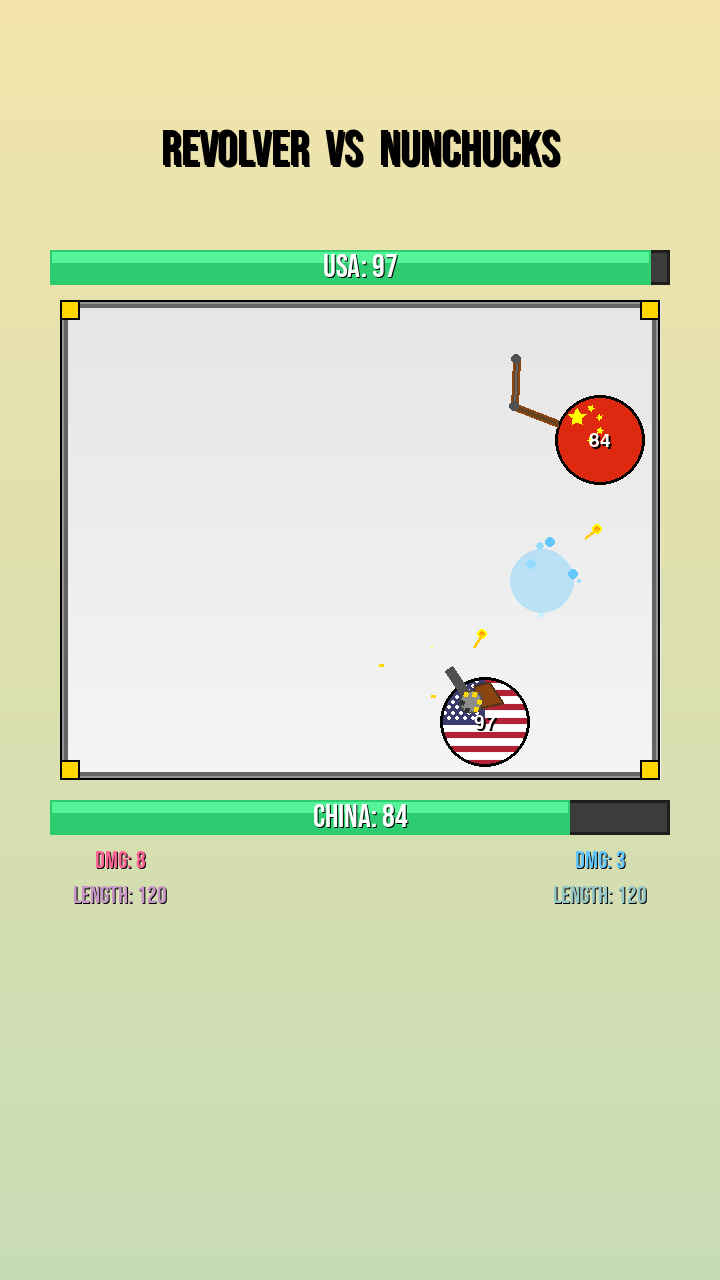 REVOLVER VS NUNCHUCKS
USA: 97
84
97
CHINA: 84
DMG: 8
DMG: 3
LENGTH: 120
LENGTH: 120